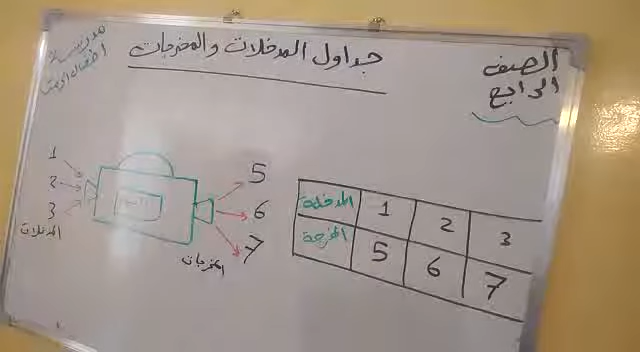 الصف
الرابع
جداول المدخلات والمخرجات
مدرسة
1
2
3
المدخلات
5
6
7
المخرجات
المدخلة 1 2 3
المخرجة 5 6 7